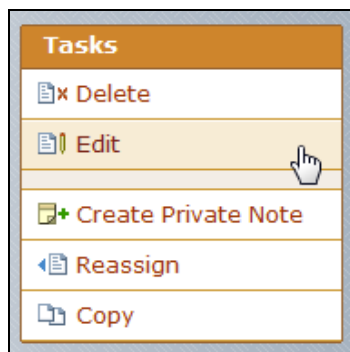 Tasks
Delete
Edit
Create Private Note
Reassign
Copy